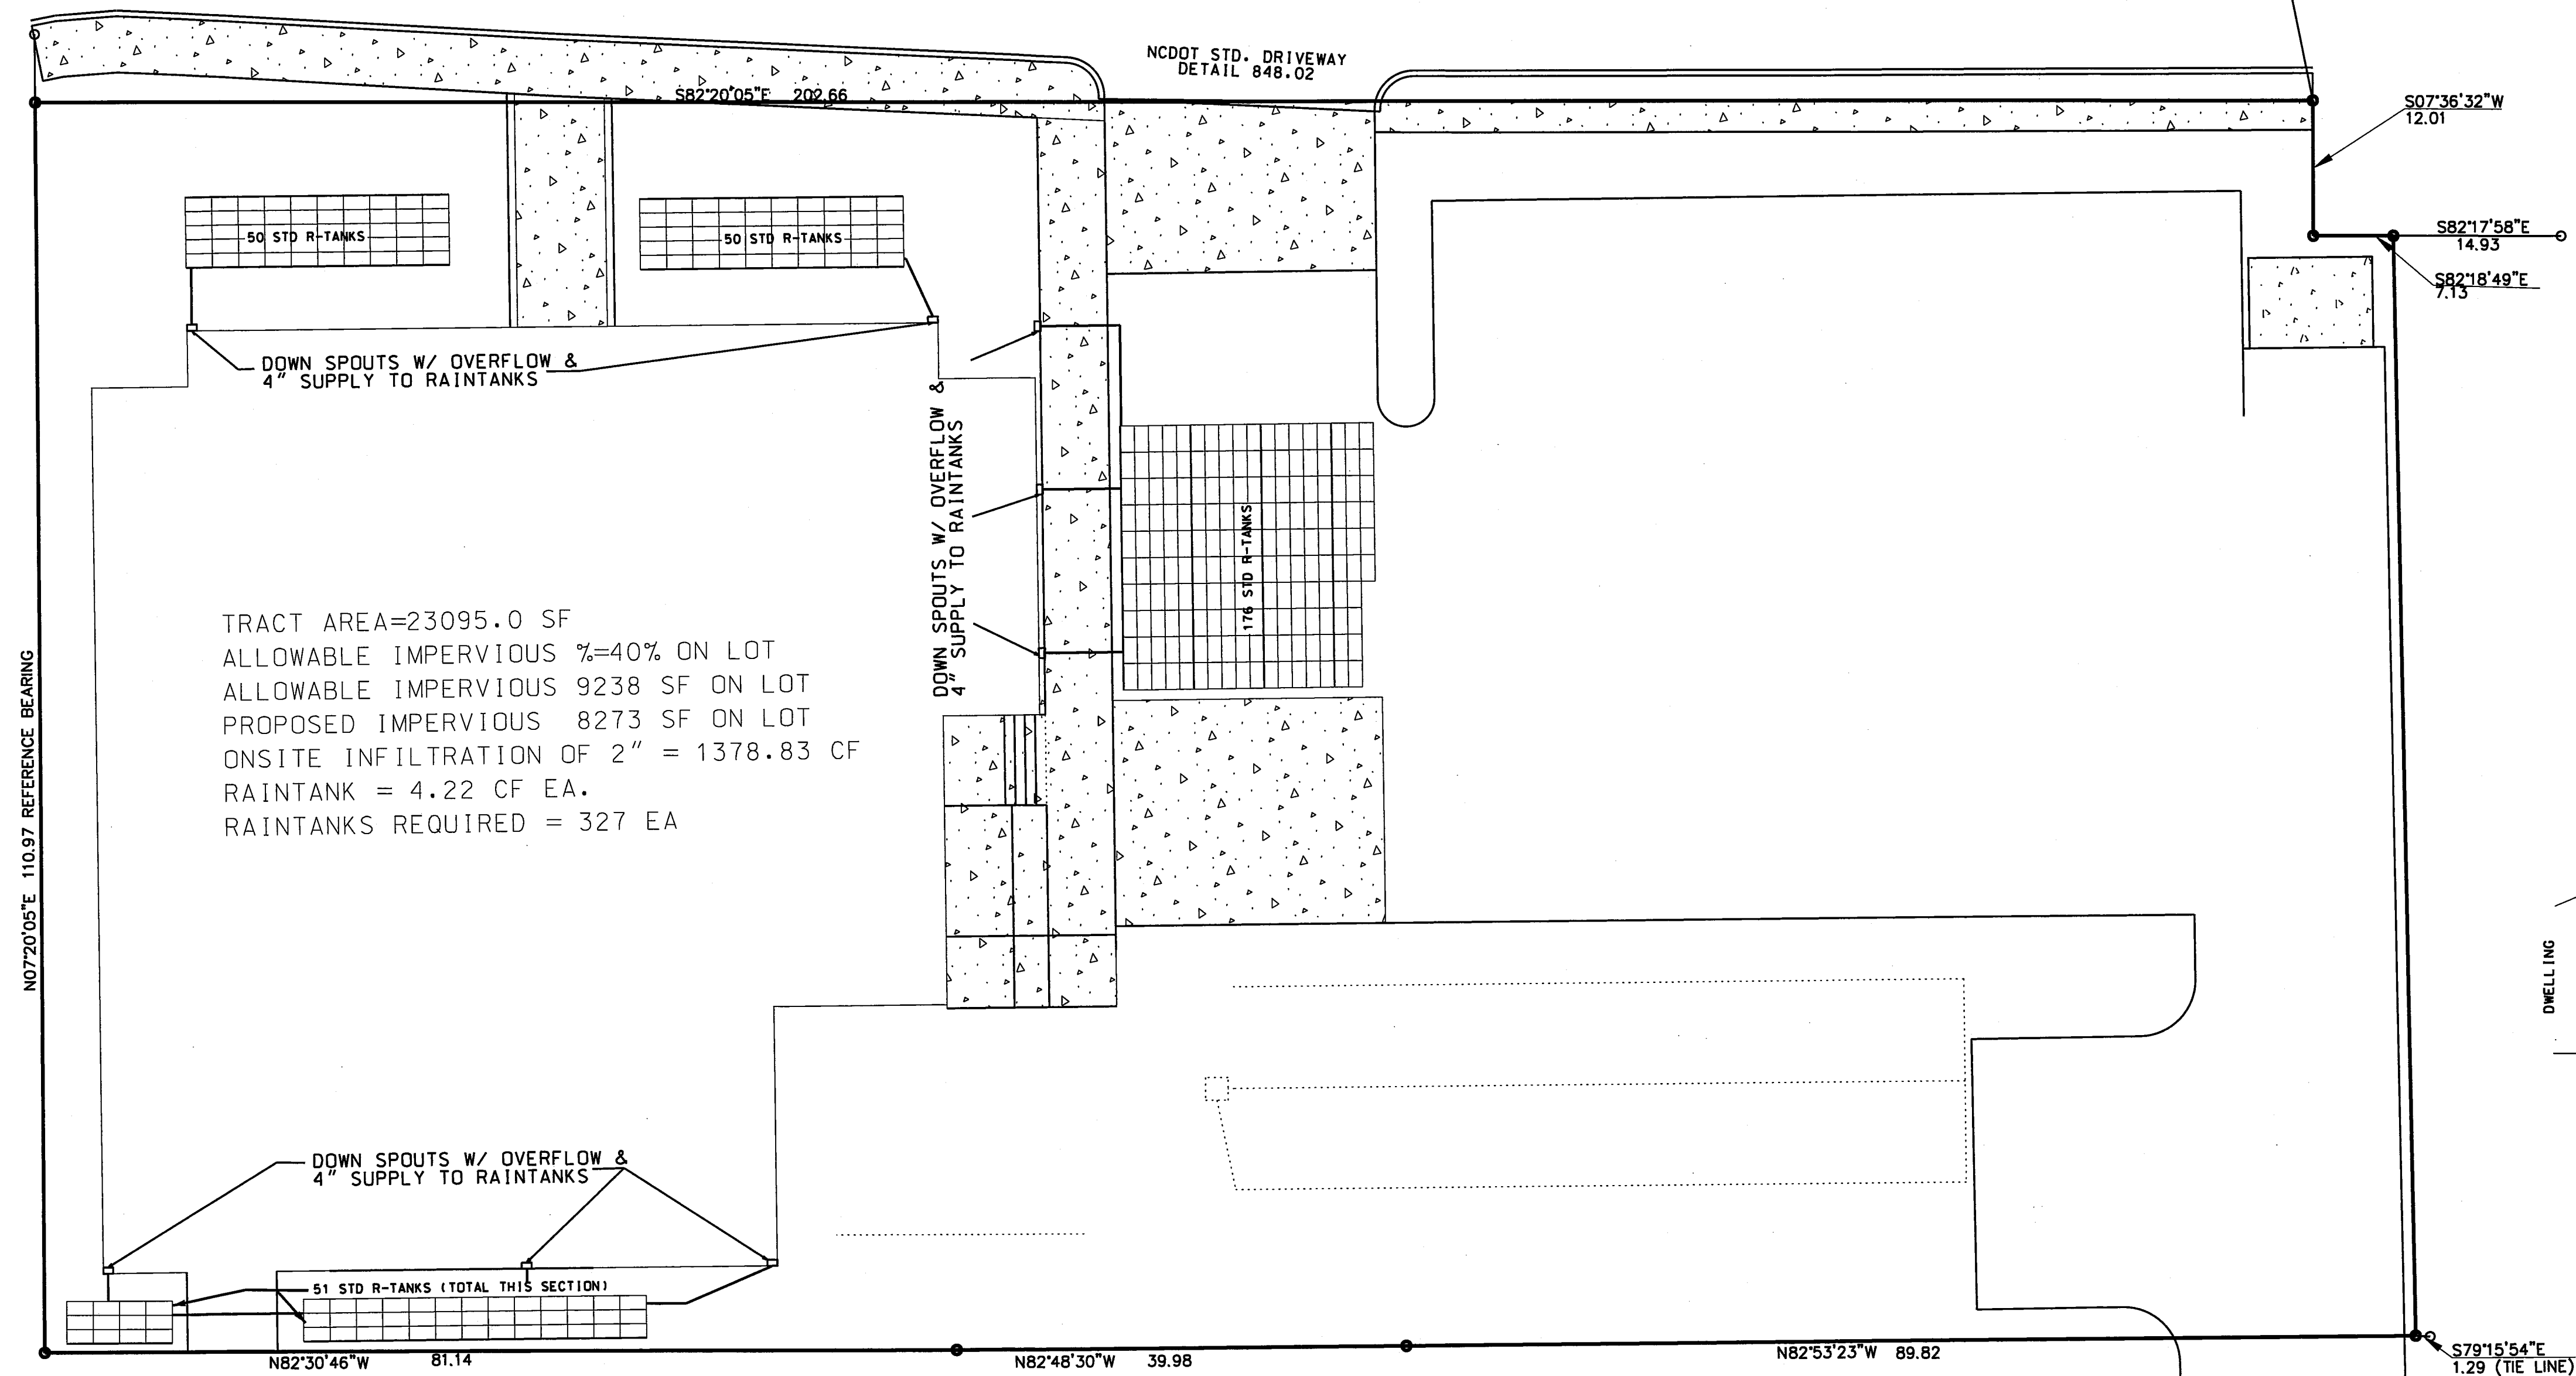 NCDOT STD. DRIVEWAY
DETAIL 848.02
S82°20'05"E 202.66
S07°36'32"W
12.01
S82°17'58"E
14.93
S82°18'49"E
7.13
50 STD R-TANKS
50 STD R-TANKS
DOWN SPOUTS W/ OVERFLOW &
4" SUPPLY TO RAINTANKS
DOWN SPOUTS W/ OVERFLOW &
4" SUPPLY TO RAINTANKS
176 STD R-TANKS
TRACT AREA=23095.0 SF
ALLOWABLE IMPERVIOUS %=40% ON LOT
ALLOWABLE IMPERVIOUS 9238 SF ON LOT
PROPOSED IMPERVIOUS 8273 SF ON LOT
ONSITE INFILTRATION OF 2" = 1378.83 CF
RAINTANK = 4.22 CF EA.
RAINTANKS REQUIRED = 327 EA
N07°20'05"E 110.97 REFERENCE BEARING
DWELLING
DOWN SPOUTS W/ OVERFLOW &
4" SUPPLY TO RAINTANKS
51 STD R-TANKS (TOTAL THIS SECTION)
N82°30'46"W 81.14
N82°48'30"W 39.98
N82°53'23"W 89.82
S79°15'54"E
1.29 (TIE LINE)